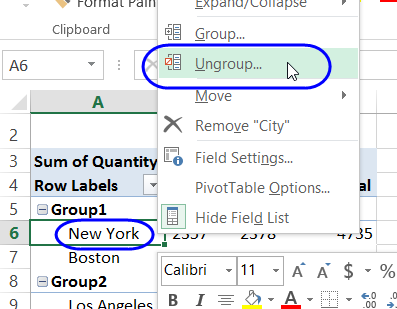 Format Pain
Expand/Collapse
Clipboard
Group...
A6
Ungroup...
A
Move
2
Remove "City"
3 Sum of Quantity
Field Settings...
4 Row Labels
PivotTable Options... al
5 Group1
Hide Field List
6 New York 2357 2378 4735
7 Boston
Calibri 11 A A $ %
8 Group2
B I A .00
9 Los Angeles